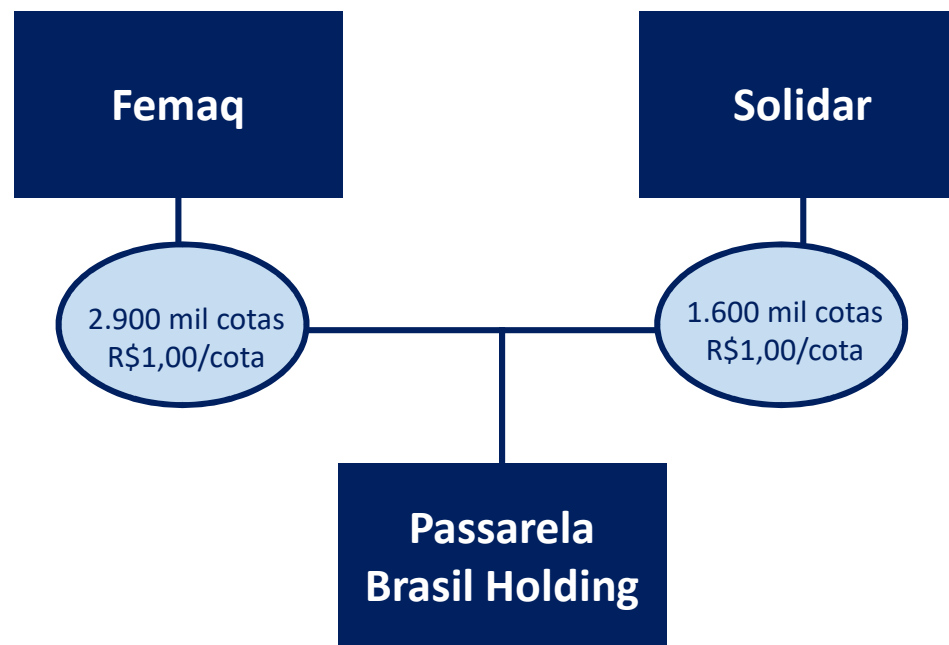 Femaq
Solidar
2.900 mil cotas
R$1,00/cota
1.600 mil cotas
R$1,00/cota
Passarela
Brasil Holding